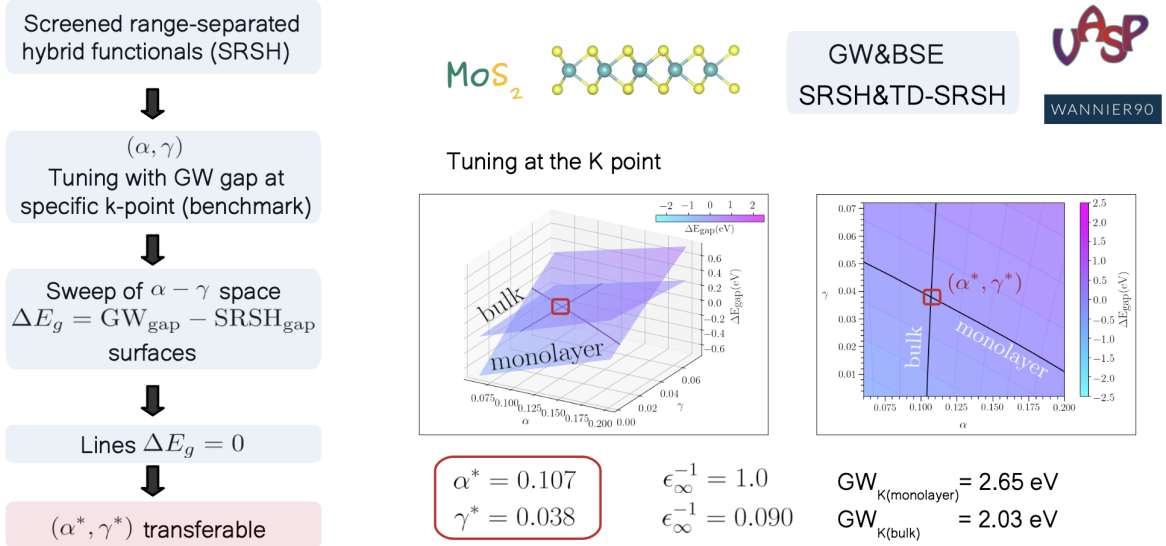 Screened range-separated
hybrid functionals (SRSH)
(α, γ)
Tuning with GW gap at
specific k-point (benchmark)
Sweep of α − γ space
ΔE_g = GW_gap − SRSH_gap
surfaces
Lines ΔE_g = 0
(α*, γ*) transferable
MoS₂
GW&BSE
SRSH&TD-SRSH
VASP
WANNIER90
Tuning at the K point
−2 −1 0 1 2
ΔE_gap(eV)
bulk
monolayer
0.6
0.4
0.2
0.0
−0.2
−0.4
−0.6
ΔE_gap(eV)
0.075 0.100 0.125 0.150 0.175 0.200
α
0.00 0.02 0.04 0.06
γ
0.07
0.06
0.05
0.04
0.03
0.02
0.01
γ
(α*, γ*)
bulk
monolayer
0.075 0.100 0.125 0.150 0.175 0.200
α
2.5
2.0
1.5
1.0
0.5
0.0
−0.5
−1.0
−1.5
−2.0
−2.5
ΔE_gap(eV)
α* = 0.107
γ* = 0.038
ϵ_∞^−1 = 1.0
ϵ_∞^−1 = 0.090
GW_K(monolayer) = 2.65 eV
GW_K(bulk) = 2.03 eV